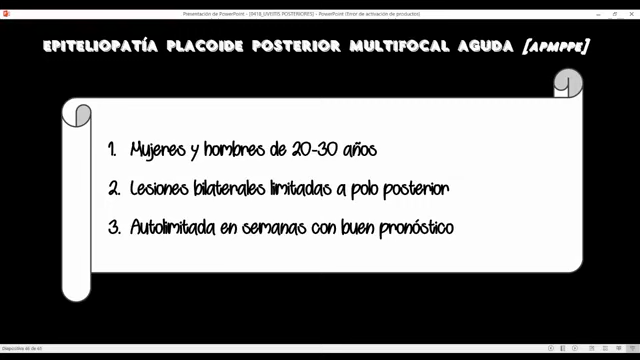 Presentación de PowerPoint - [0418_UVEITIS POSTERIORES] - PowerPoint (Error de activación de productos)
EPITELIOPATÍA PLACOIDE POSTERIOR MULTIFOCAL AGUDA [APMPPE]
1. Mujeres y hombres de 20-30 años
2. Lesiones bilaterales limitadas a polo posterior
3. Autolimitada en semanas con buen pronóstico